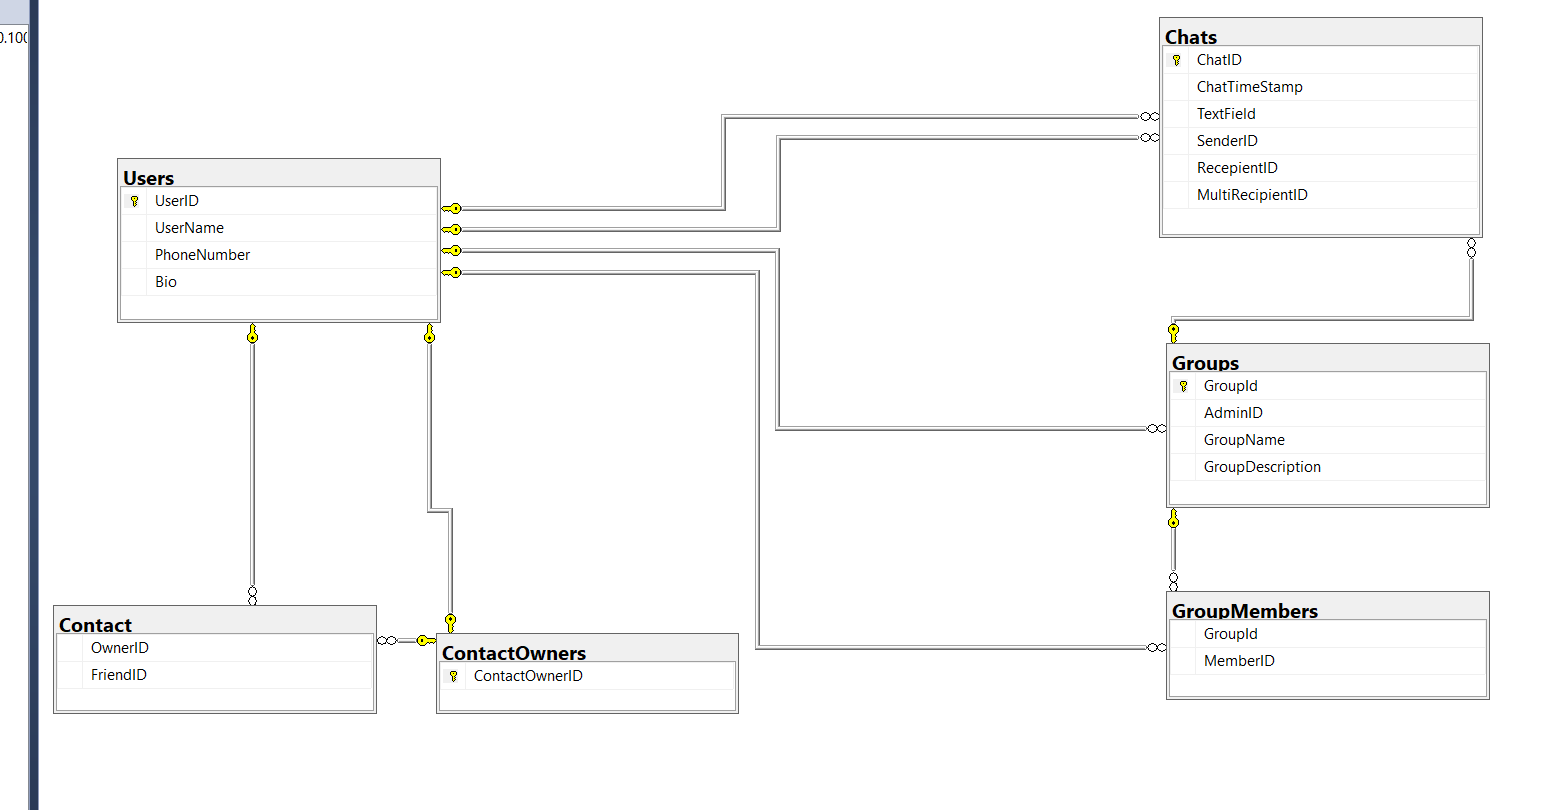 0.100
Users
UserID
UserName
PhoneNumber
Bio
Chats
ChatID
ChatTimeStamp
TextField
SenderID
RecepientID
MultiRecipientID
Groups
GroupId
AdminID
GroupName
GroupDescription
Contact
OwnerID
FriendID
ContactOwners
ContactOwnerID
GroupMembers
GroupId
MemberID